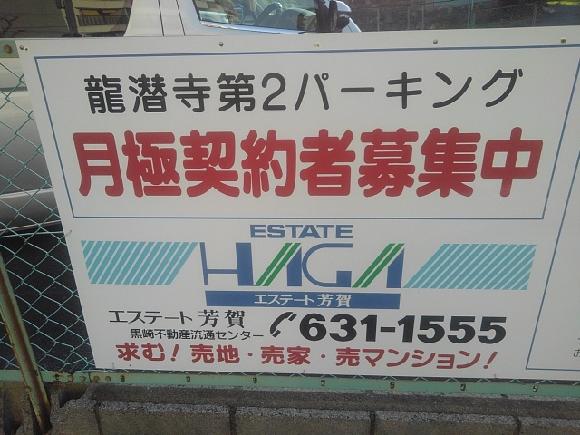 龍潜寺第2パーキング
月極契約者募集中
ESTATE
HAGA
エステート芳賀
エステート芳賀
黒崎不動産流通センター
631-1555
求む!売地・売家・売マンション!